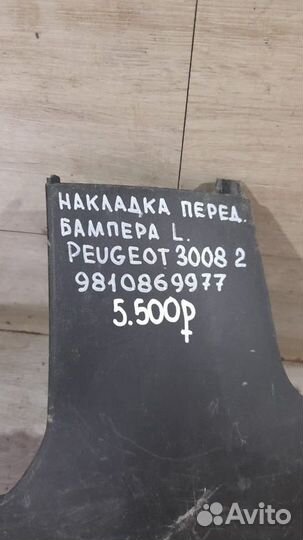 НАКЛАДКА ПЕРЕД.
БАМПЕРА L.
PEUGEOT 3008 2
9810869977
5.500₽
Avito